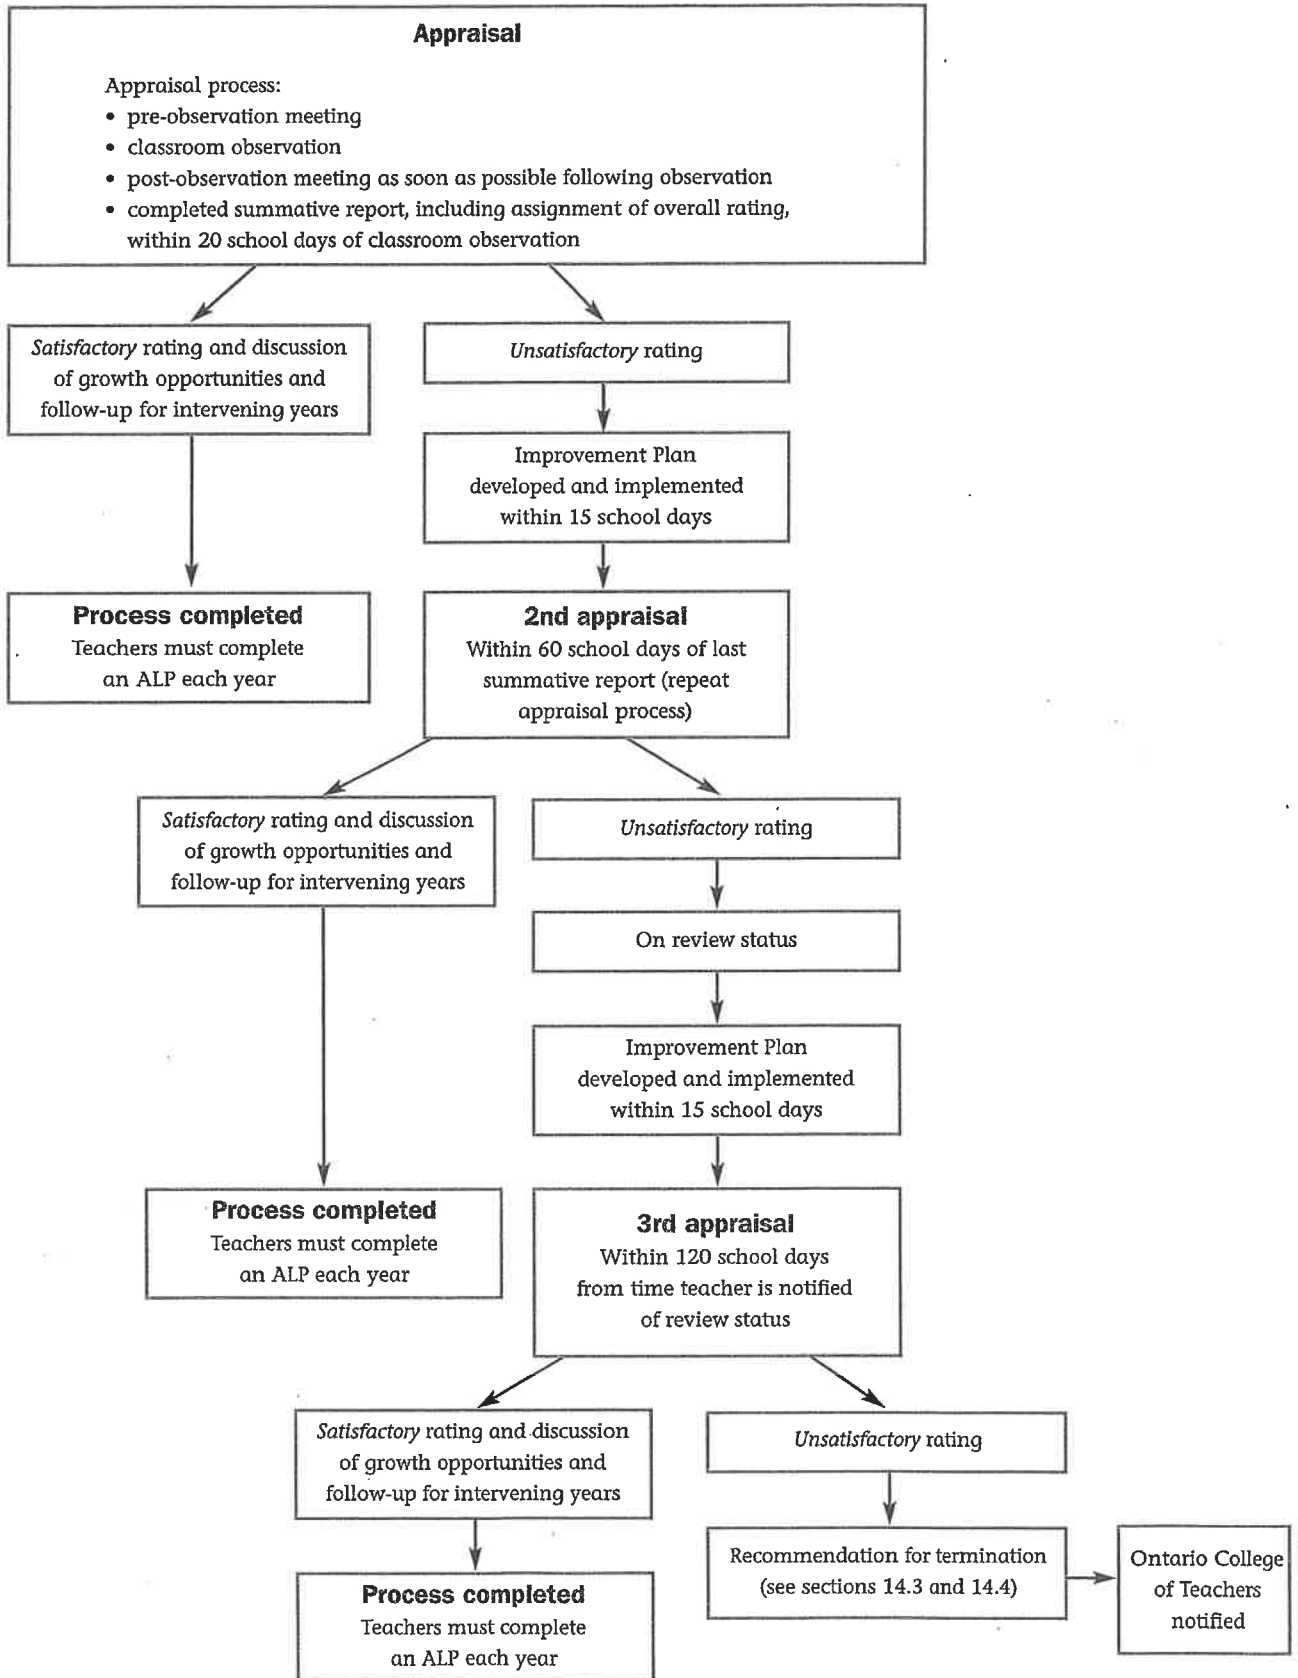 Appraisal
Appraisal process:
• pre-observation meeting
• classroom observation
• post-observation meeting as soon as possible following observation
• completed summative report, including assignment of overall rating,
within 20 school days of classroom observation
Satisfactory rating and discussion
of growth opportunities and
follow-up for intervening years
Unsatisfactory rating
Improvement Plan
developed and implemented
within 15 school days
Process completed
Teachers must complete
an ALP each year
2nd appraisal
Within 60 school days of last
summative report (repeat
appraisal process)
Satisfactory rating and discussion
of growth opportunities and
follow-up for intervening years
Unsatisfactory rating
On review status
Improvement Plan
developed and implemented
within 15 school days
Process completed
Teachers must complete
an ALP each year
3rd appraisal
Within 120 school days
from time teacher is notified
of review status
Satisfactory rating and discussion
of growth opportunities and
follow-up for intervening years
Unsatisfactory rating
Recommendation for termination
(see sections 14.3 and 14.4)
Ontario College
of Teachers
notified
Process completed
Teachers must complete
an ALP each year